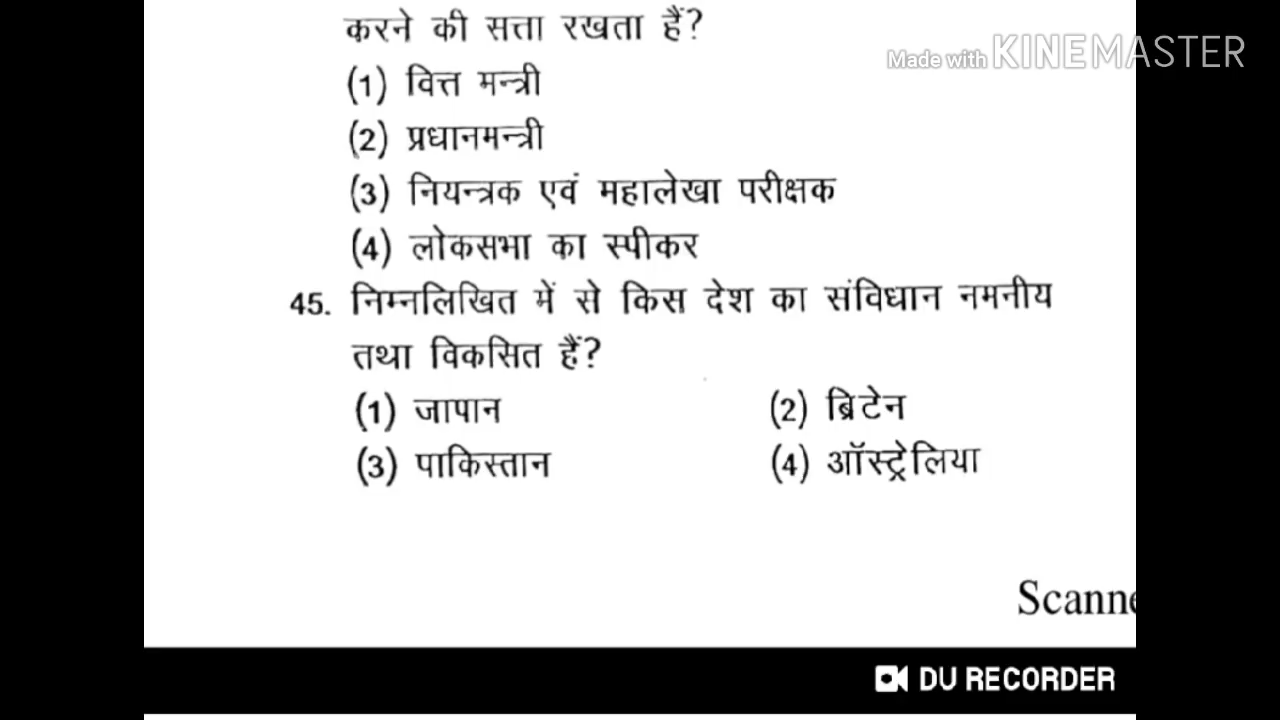 करने की सत्ता रखता हैं?
Made with KINEMASTER
(1) वित्त मन्त्री
(2) प्रधानमन्त्री
(3) नियन्त्रक एवं महालेखा परीक्षक
(4) लोकसभा का स्पीकर
45. निम्नलिखित में से किस देश का संविधान नमनीय
तथा विकसित हैं?
(1) जापान (2) ब्रिटेन
(3) पाकिस्तान (4) ऑस्ट्रेलिया
Scanne
DU RECORDER